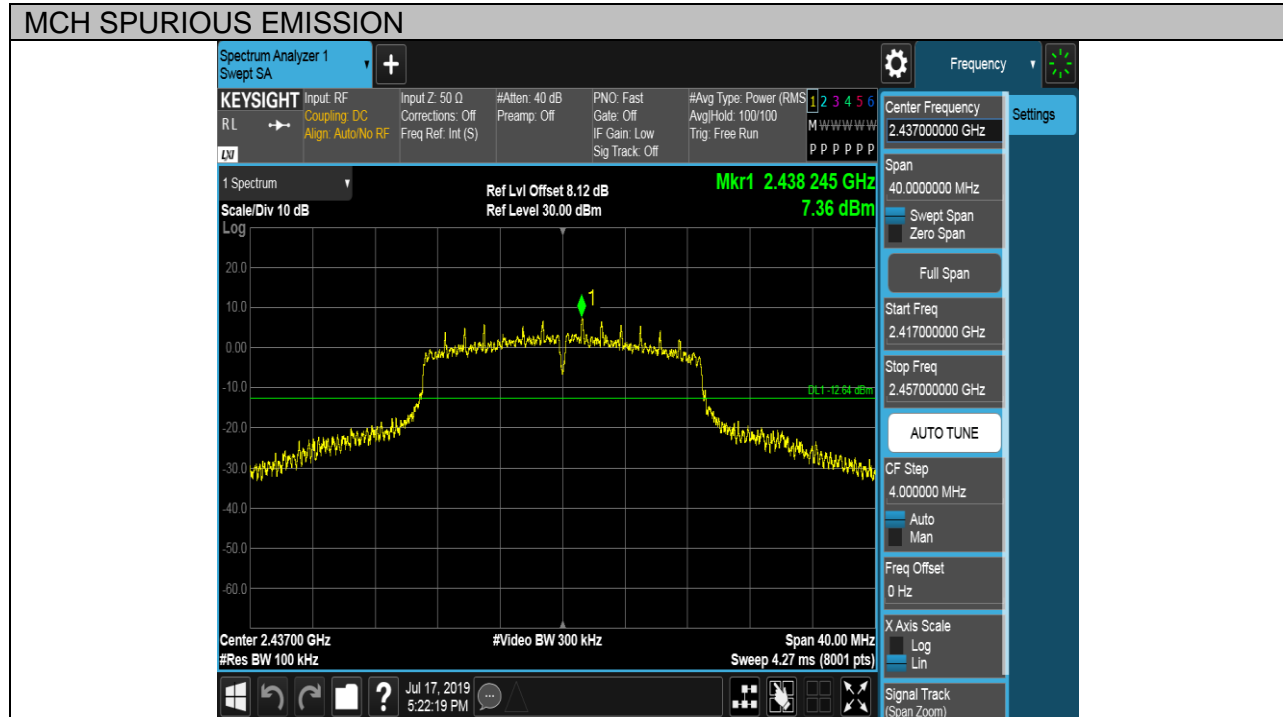 MCH SPURIOUS EMISSION
Spectrum Analyzer 1
Swept SA
+
Frequency
KEYSIGHT
RL
LXI
Input: RF
Coupling: DC
Align: Auto/No RF
Input Z: 50 Ω
Corrections: Off
Freq Ref: Int (S)
#Atten: 40 dB
Preamp: Off
PNO: Fast
Gate: Off
IF Gain: Low
Sig Track: Off
#Avg Type: Power (RMS
Avg|Hold: 100/100
Trig: Free Run
1 2 3 4 5 6
M W W W W W
P P P P P P
1 Spectrum
Scale/Div 10 dB
Log
Ref Lvl Offset 8.12 dB
Ref Level 30.00 dBm
Mkr1 2.438 245 GHz
7.36 dBm
20.0
10.0
0.00
-10.0
-20.0
-30.0
-40.0
-50.0
-60.0
1
DL1 -12.64 dBm
Center 2.43700 GHz
#Res BW 100 kHz
#Video BW 300 kHz
Span 40.00 MHz
Sweep 4.27 ms (8001 pts)
?
Jul 17, 2019
5:22:19 PM
Center Frequency
2.437000000 GHz
Settings
Span
40.0000000 MHz
Swept Span
Zero Span
Full Span
Start Freq
2.417000000 GHz
Stop Freq
2.457000000 GHz
AUTO TUNE
CF Step
4.000000 MHz
Auto
Man
Freq Offset
0 Hz
X Axis Scale
Log
Lin
Signal Track
(Span Zoom)